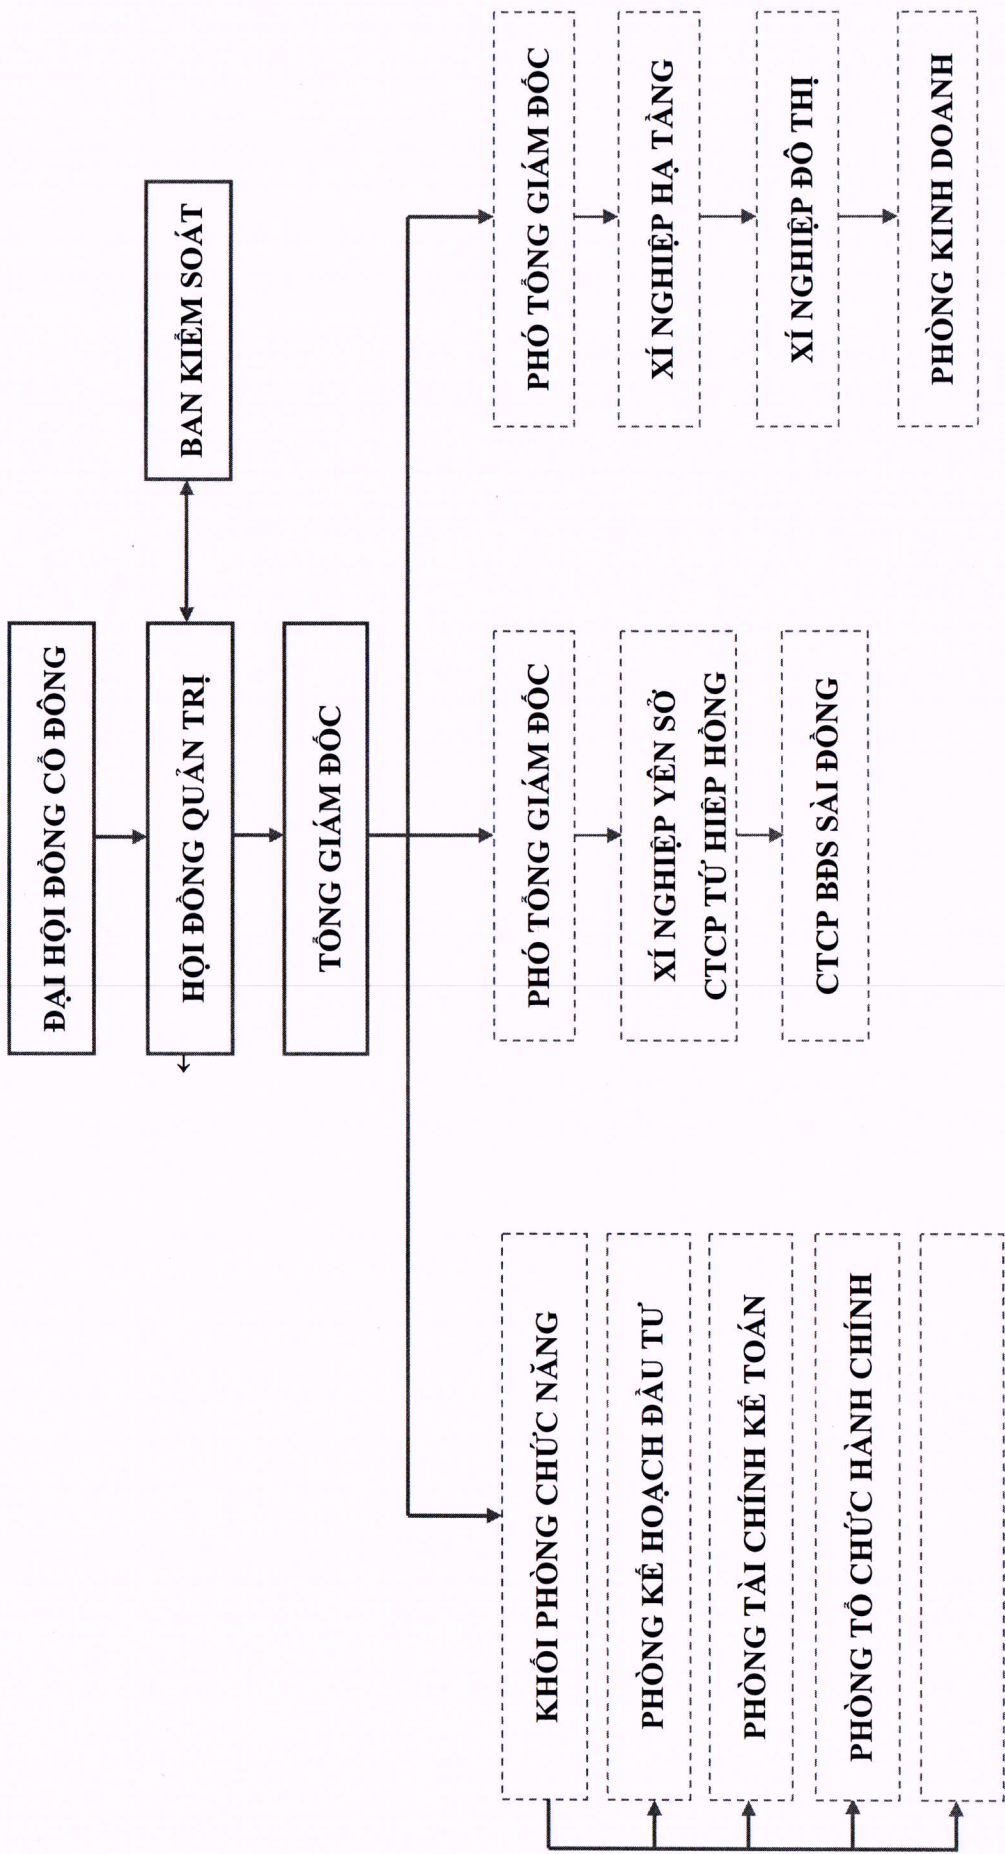 ĐẠI HỘI ĐỒNG CỔ ĐÔNG
HỘI ĐỒNG QUẢN TRỊ
BAN KIỂM SOÁT
TỔNG GIÁM ĐỐC
KHỐI PHÒNG CHỨC NĂNG
PHÒNG KẾ HOẠCH ĐẦU TƯ
PHÒNG TÀI CHÍNH KẾ TOÁN
PHÒNG TỔ CHỨC HÀNH CHÍNH
PHÓ TỔNG GIÁM ĐỐC
XÍ NGHIỆP YÊN SỞ
CTCP TỨ HIỆP HỒNG
CTCP BĐS SÀI ĐỒNG
PHÓ TỔNG GIÁM ĐỐC
XÍ NGHIỆP HẠ TẦNG
XÍ NGHIỆP ĐÔ THỊ
PHÒNG KINH DOANH